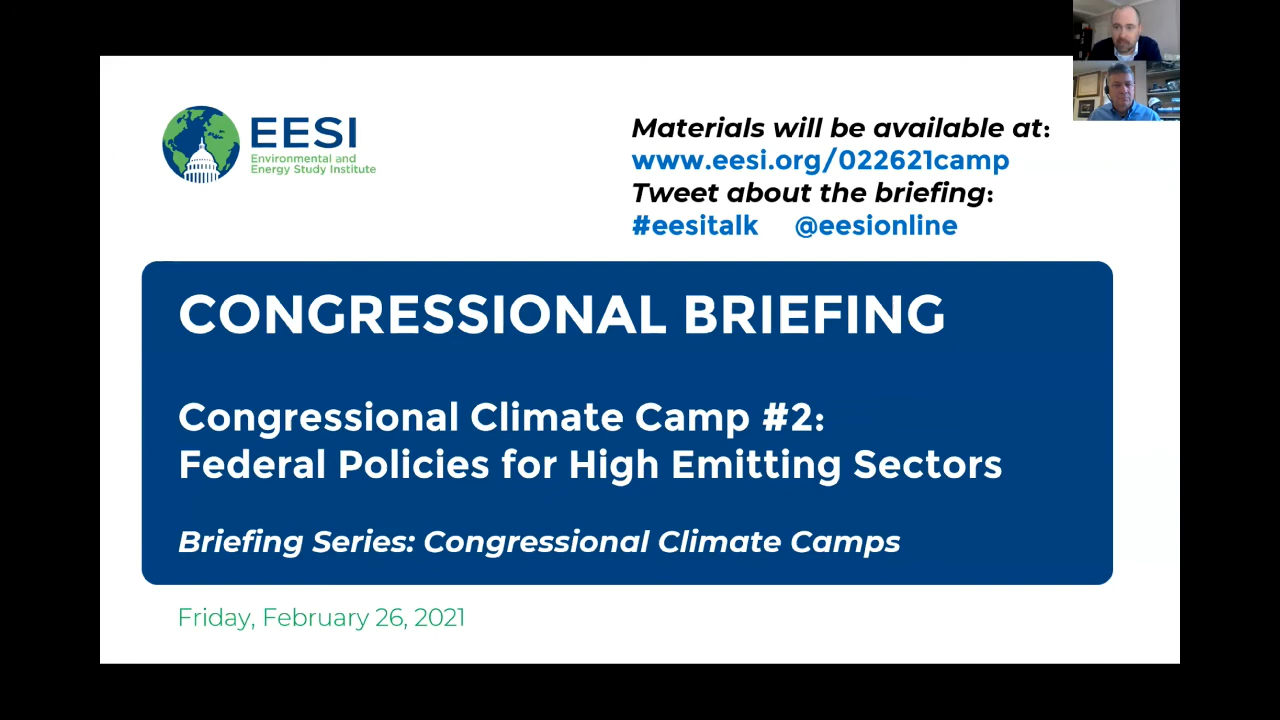 EESI
Environmental and
Energy Study Institute
Materials will be available at:
www.eesi.org/022621camp
Tweet about the briefing:
#eesitalk @eesionline
CONGRESSIONAL BRIEFING
Congressional Climate Camp #2:
Federal Policies for High Emitting Sectors
Briefing Series: Congressional Climate Camps
Friday, February 26, 2021